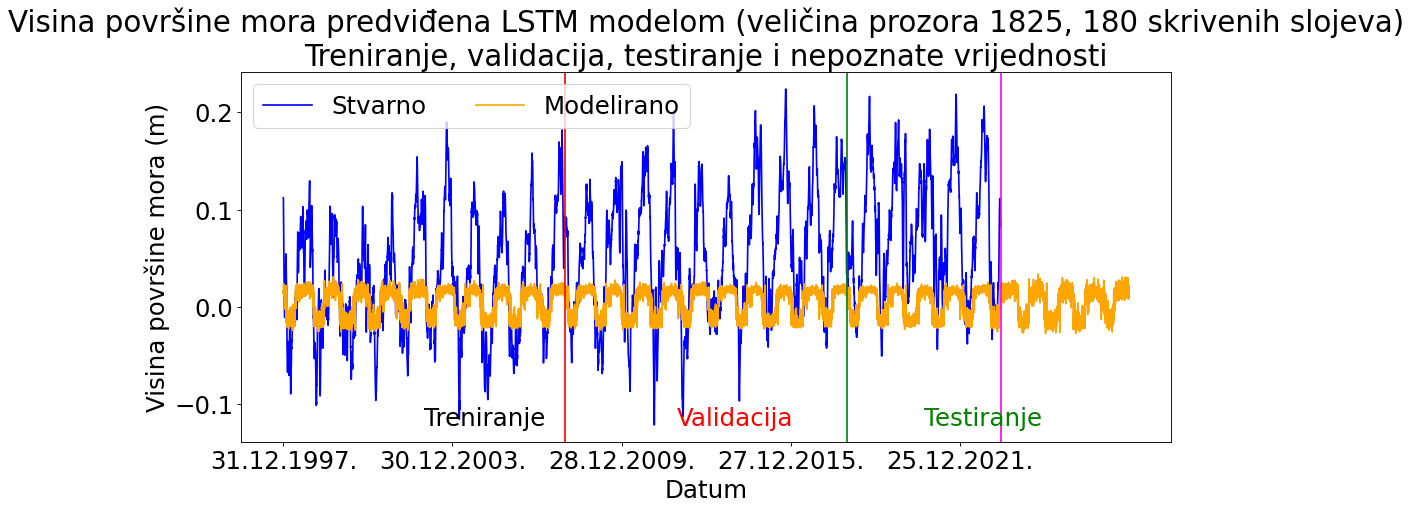 Visina površine mora predviđena LSTM modelom (veličina prozora 1825, 180 skrivenih slojeva)
Treniranje, validacija, testiranje i nepoznate vrijednosti
Stvarno Modelirano
Visina površine mora (m)
0.2
0.1
0.0
−0.1
Treniranje Validacija Testiranje
31.12.1997. 30.12.2003. 28.12.2009. 27.12.2015. 25.12.2021.
Datum